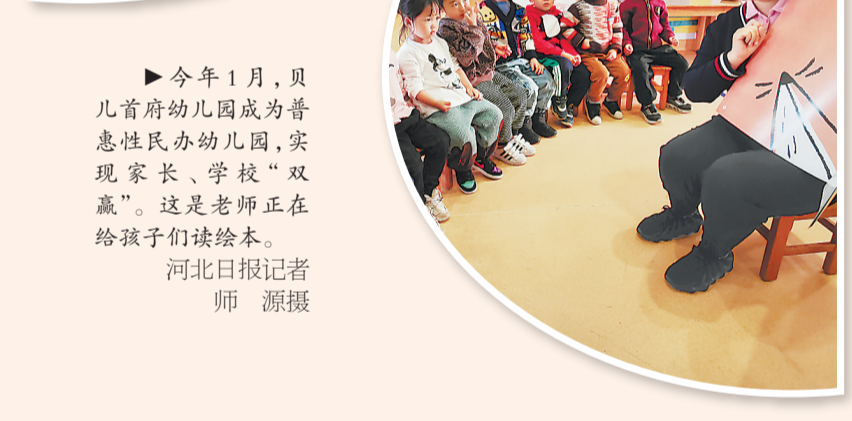 ▶今年1月，贝
儿首府幼儿园成为普
惠性民办幼儿园，实
现家长、学校“双
赢”。这是老师正在
给孩子们读绘本。
河北日报记者
师　源摄